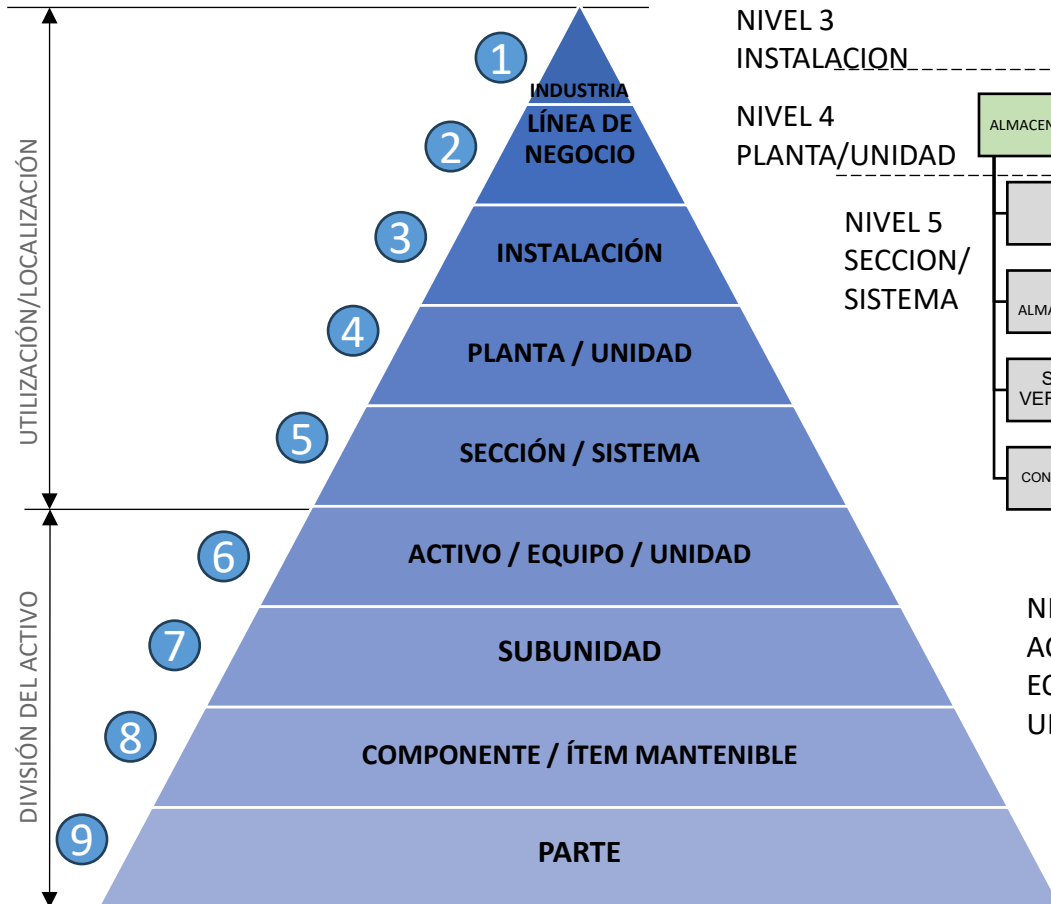 UTILIZACIÓN/LOCALIZACIÓN
DIVISIÓN DEL ACTIVO
1
INDUSTRIA
2
LÍNEA DE
NEGOCIO
3
INSTALACIÓN
4
PLANTA / UNIDAD
5
SECCIÓN / SISTEMA
6
ACTIVO / EQUIPO / UNIDAD
7
SUBUNIDAD
8
COMPONENTE / ÍTEM MANTENIBLE
9
PARTE
NIVEL 3
INSTALACION
NIVEL 4
PLANTA/UNIDAD
NIVEL 5
SECCION/
SISTEMA